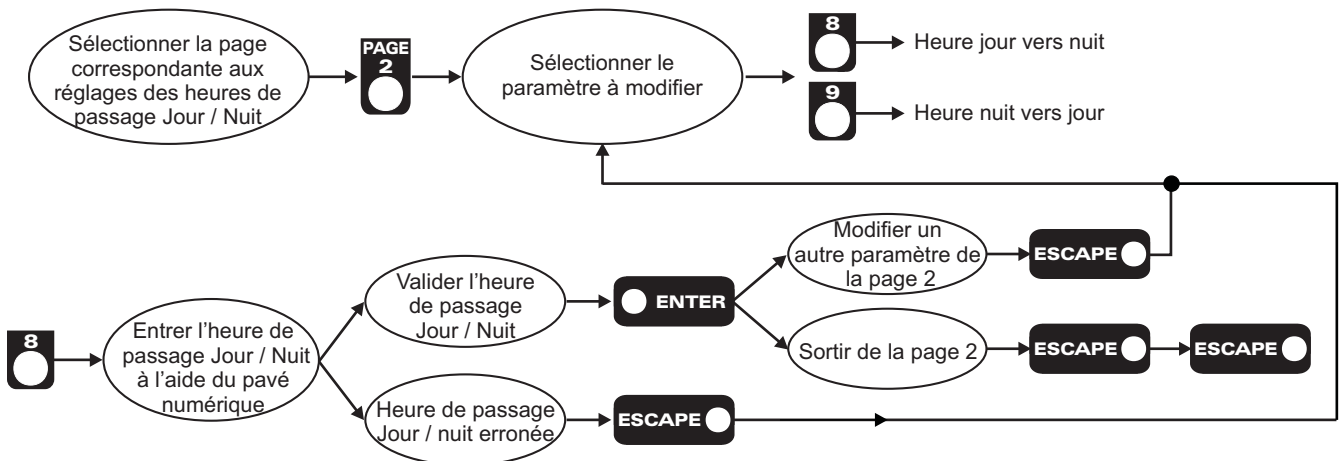 Sélectionner la page
correspondante aux
réglages des heures de
passage Jour / Nuit
PAGE
2
Sélectionner le
paramètre à modifier
8
Heure jour vers nuit
9
Heure nuit vers jour
8
Entrer l'heure de
passage Jour / Nuit
à l'aide du pavé
numérique
Valider l'heure
de passage
Jour / Nuit
ENTER
Modifier un
autre paramètre de
la page 2
ESCAPE
Sortir de la page 2
ESCAPE
ESCAPE
Heure de passage
Jour / nuit erronée
ESCAPE